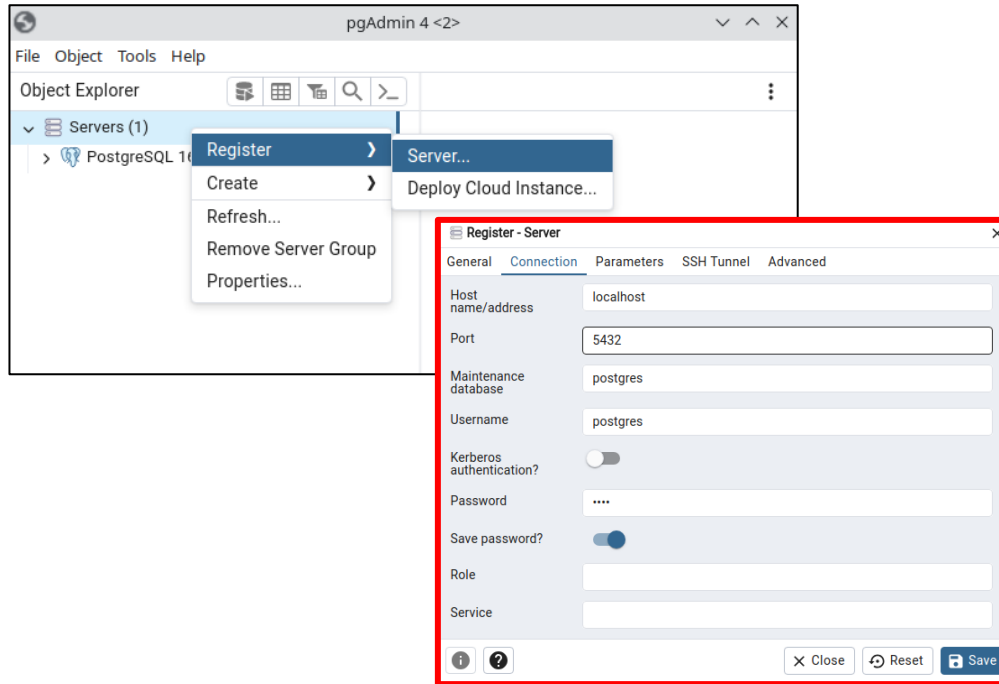 pgAdmin 4 <2>
File Object Tools Help
Object Explorer
Servers (1)
PostgreSQL 16
Register
Server...
Create
Deploy Cloud Instance...
Refresh...
Remove Server Group
Properties...
Register - Server
General Connection Parameters SSH Tunnel Advanced
Host
name/address
localhost
Port
5432
Maintenance
database
postgres
Username
postgres
Kerberos
authentication?
Password
••••
Save password?
Role
Service
Close Reset Save